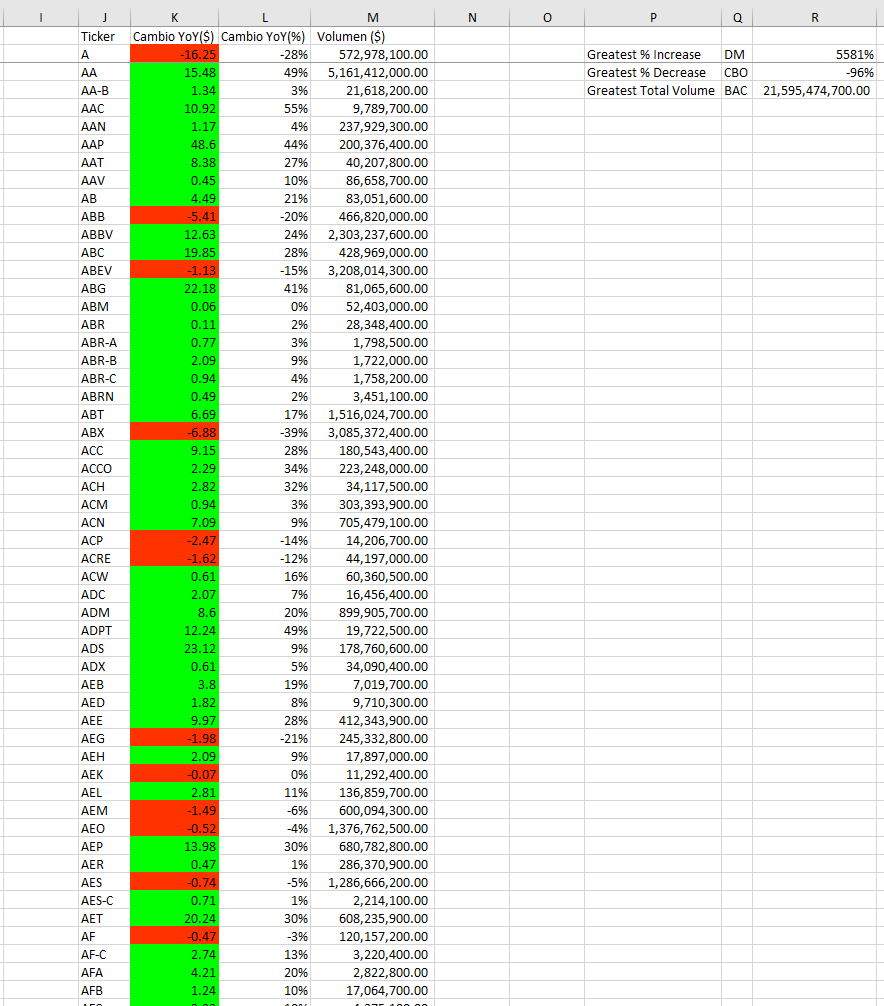 I J K L M N O P Q R
Ticker Cambio YoY($) Cambio YoY(%) Volumen ($)
A -16.25 -28% 572,978,100.00 Greatest % Increase DM 5581%
AA 15.48 49% 5,161,412,000.00 Greatest % Decrease CBO -96%
AA-B 1.34 3% 21,618,200.00 Greatest Total Volume BAC 21,595,474,700.00
AAC 10.92 55% 9,789,700.00
AAN 1.17 4% 237,929,300.00
AAP 48.6 44% 200,376,400.00
AAT 8.38 27% 40,207,800.00
AAV 0.45 10% 86,658,700.00
AB 4.49 21% 83,051,600.00
ABB -5.41 -20% 466,820,000.00
ABBV 12.63 24% 2,303,237,600.00
ABC 19.85 28% 428,969,000.00
ABEV -1.13 -15% 3,208,014,300.00
ABG 22.18 41% 81,065,600.00
ABM 0.06 0% 52,403,000.00
ABR 0.11 2% 28,348,400.00
ABR-A 0.77 3% 1,798,500.00
ABR-B 2.09 9% 1,722,000.00
ABR-C 0.94 4% 1,758,200.00
ABRN 0.49 2% 3,451,100.00
ABT 6.69 17% 1,516,024,700.00
ABX -6.88 -39% 3,085,372,400.00
ACC 9.15 28% 180,543,400.00
ACCO 2.29 34% 223,248,000.00
ACH 2.82 32% 34,117,500.00
ACM 0.94 3% 303,393,900.00
ACN 7.09 9% 705,479,100.00
ACP -2.47 -14% 14,206,700.00
ACRE -1.62 -12% 44,197,000.00
ACW 0.61 16% 60,360,500.00
ADC 2.07 7% 16,456,400.00
ADM 8.6 20% 899,905,700.00
ADPT 12.24 49% 19,722,500.00
ADS 23.12 9% 178,760,600.00
ADX 0.61 5% 34,090,400.00
AEB 3.8 19% 7,019,700.00
AED 1.82 8% 9,710,300.00
AEE 9.97 28% 412,343,900.00
AEG -1.98 -21% 245,332,800.00
AEH 2.09 9% 17,897,000.00
AEK -0.07 0% 11,292,400.00
AEL 2.81 11% 136,859,700.00
AEM -1.49 -6% 600,094,300.00
AEO -0.52 -4% 1,376,762,500.00
AEP 13.98 30% 680,782,800.00
AER 0.47 1% 286,370,900.00
AES -0.74 -5% 1,286,666,200.00
AES-C 0.71 1% 2,214,100.00
AET 20.24 30% 608,235,900.00
AF -0.47 -3% 120,157,200.00
AF-C 2.74 13% 3,220,400.00
AFA 4.21 20% 2,822,800.00
AFB 1.24 10% 17,064,700.00